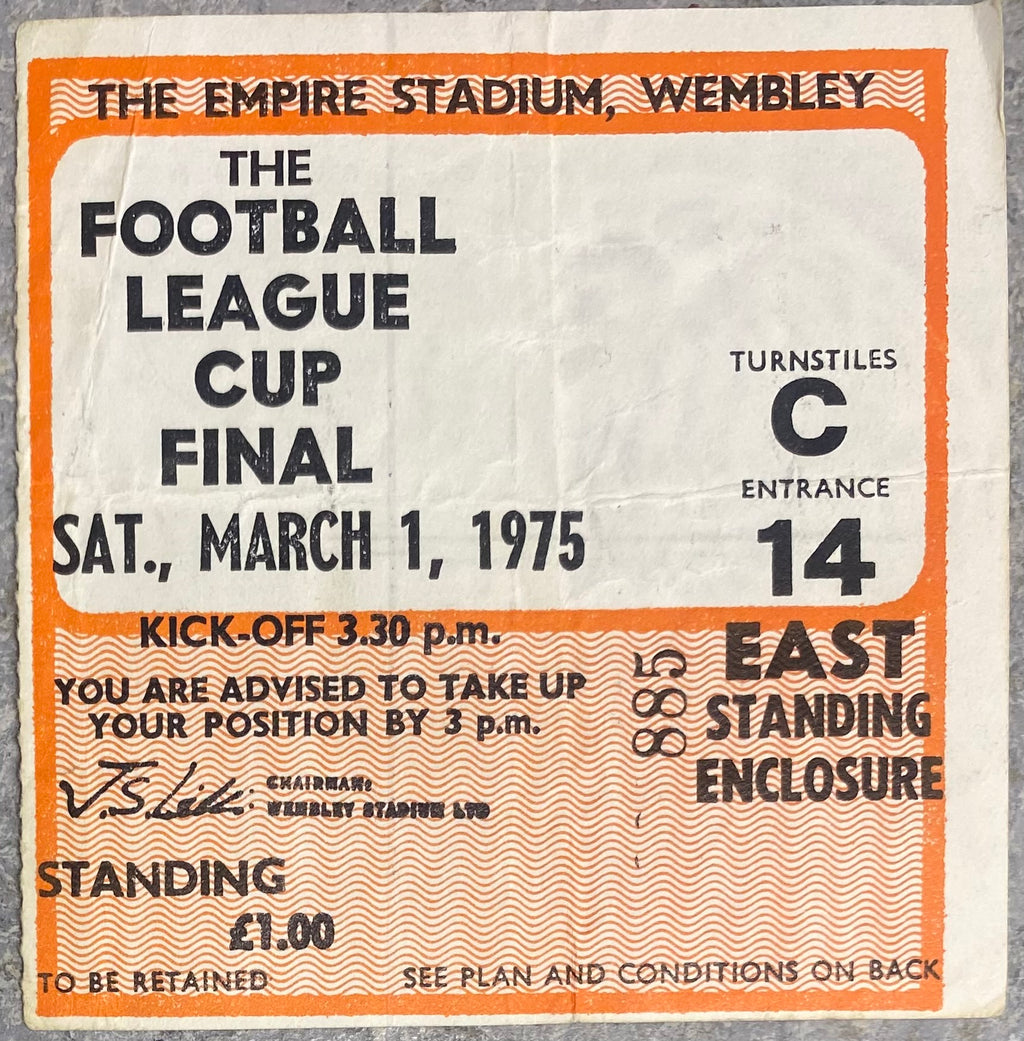 THE EMPIRE STADIUM, WEMBLEY
THE
FOOTBALL
LEAGUE
CUP
FINAL
SAT., MARCH 1, 1975
TURNSTILES
C
ENTRANCE
14
KICK-OFF 3.30 p.m.
YOU ARE ADVISED TO TAKE UP
YOUR POSITION BY 3 p.m.
J.S.
CHAIRMAN:
WEMBLEY STADIUM LTD
885
EAST
STANDING
ENCLOSURE
STANDING
£1.00
TO BE RETAINED
SEE PLAN AND CONDITIONS ON BACK